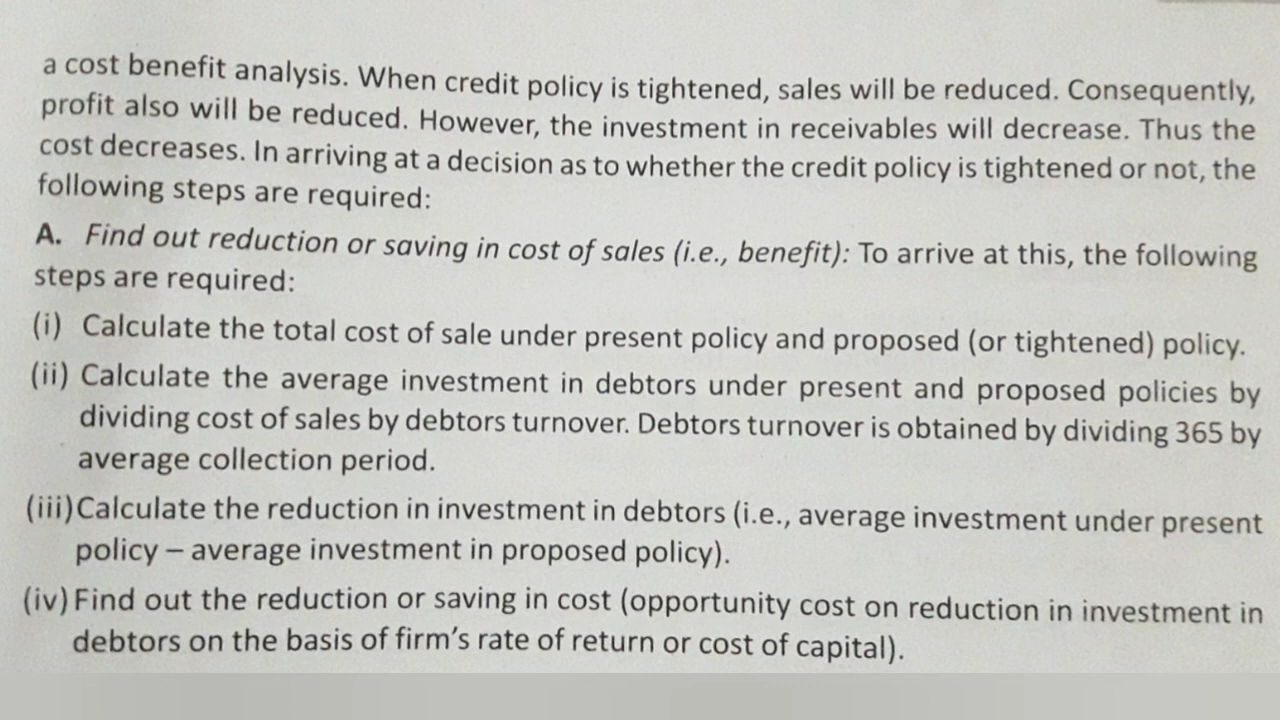 a cost benefit analysis. When credit policy is tightened, sales will be reduced. Consequently,
profit also will be reduced. However, the investment in receivables will decrease. Thus the
cost decreases. In arriving at a decision as to whether the credit policy is tightened or not, the
following steps are required:
A. Find out reduction or saving in cost of sales (i.e., benefit): To arrive at this, the following
steps are required:
(i) Calculate the total cost of sale under present policy and proposed (or tightened) policy.
(ii) Calculate the average investment in debtors under present and proposed policies by
dividing cost of sales by debtors turnover. Debtors turnover is obtained by dividing 365 by
average collection period.
(iii) Calculate the reduction in investment in debtors (i.e., average investment under present
policy – average investment in proposed policy).
(iv) Find out the reduction or saving in cost (opportunity cost on reduction in investment in
debtors on the basis of firm's rate of return or cost of capital).